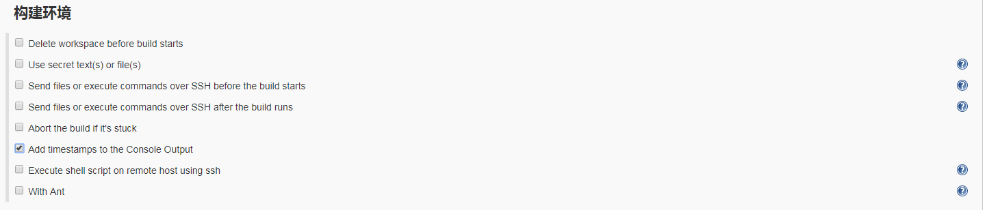 构建环境
Delete workspace before build starts
Use secret text(s) or file(s)
Send files or execute commands over SSH before the build starts
Send files or execute commands over SSH after the build runs
Abort the build if it's stuck
Add timestamps to the Console Output
Execute shell script on remote host using ssh
With Ant